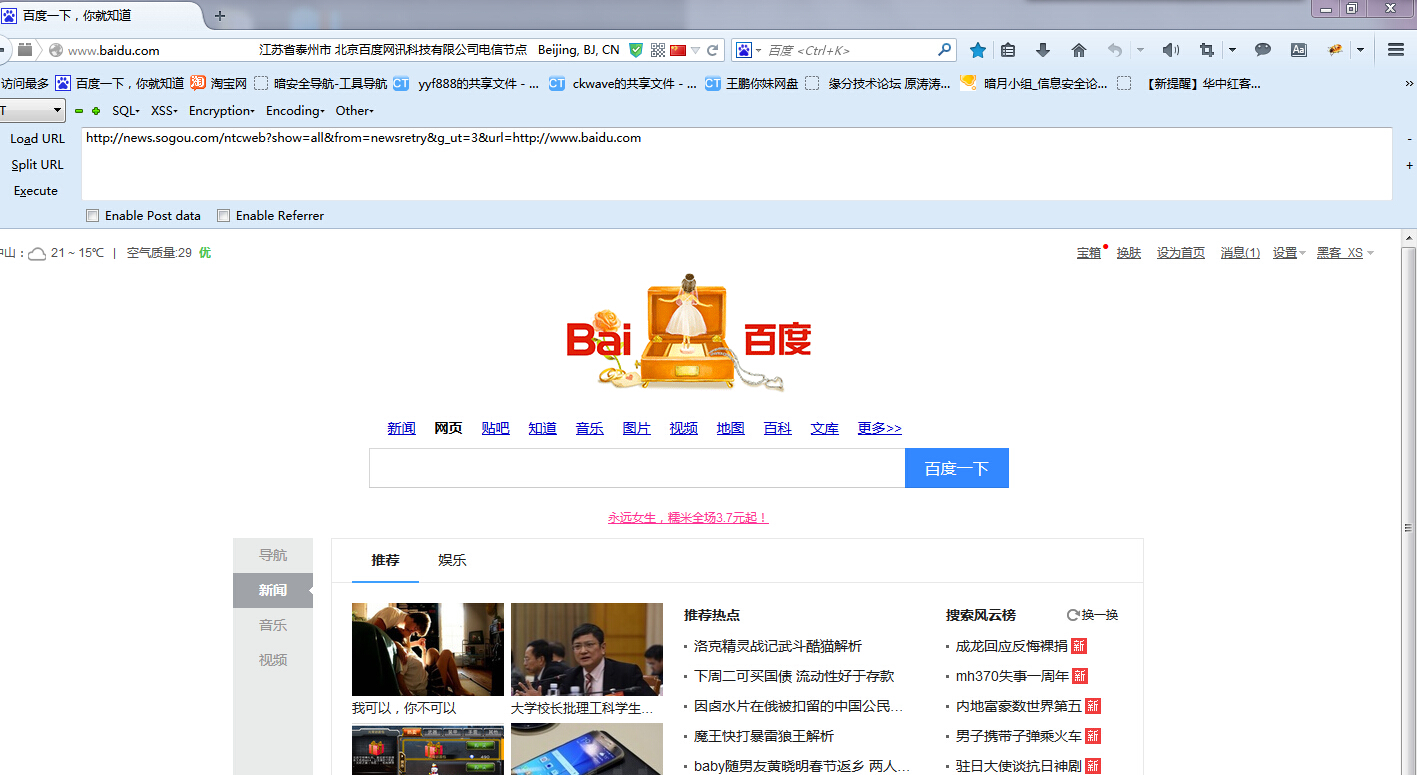 百度一下，你就知道
www.baidu.com 江苏省泰州市 北京百度网讯科技有限公司电信节点 Beijing, BJ, CN 百度 <Ctrl+K>
访问最多 百度一下，你就知道 淘宝网 暗安全导航-工具导航 CT yyf888的共享文件 - ... CT ckwave的共享文件 - ... CT 王鹏你妹网盘 缘分技术论坛 原涛涛... 暗月小组_信息安全论... 【新提醒】华中红客... »
T SQL XSS Encryption Encoding Other
Load URL http://news.sogou.com/ntcweb?show=all&from=newsretry&g_ut=3&url=http://www.baidu.com -
Split URL +
Execute
Enable Post data Enable Referrer
中山： 21 ~ 15℃ | 空气质量:29 优 宝箱 换肤 设为首页 消息(1) 设置 黑客_XS
Bai 百度
新闻 网页 贴吧 知道 音乐 图片 视频 地图 百科 文库 更多>>
百度一下
永远女生，糯米全场3.7元起！
导航
新闻
音乐
视频
推荐 娱乐
我可以，你不可以
大学校长批理工科学生...
推荐热点
洛克精灵战记武斗酷猫解析
下周二可买国债 流动性好于存款
因卤水片在俄被扣留的中国公民...
魔王快打暴雷狼王解析
baby随男友黄晓明春节返乡 两人...
搜索风云榜 换一换
成龙回应反悔裸捐 新
mh370失事一周年 新
内地富豪数世界第五 新
男子携带子弹乘火车 新
驻日大使谈抗日神剧 新